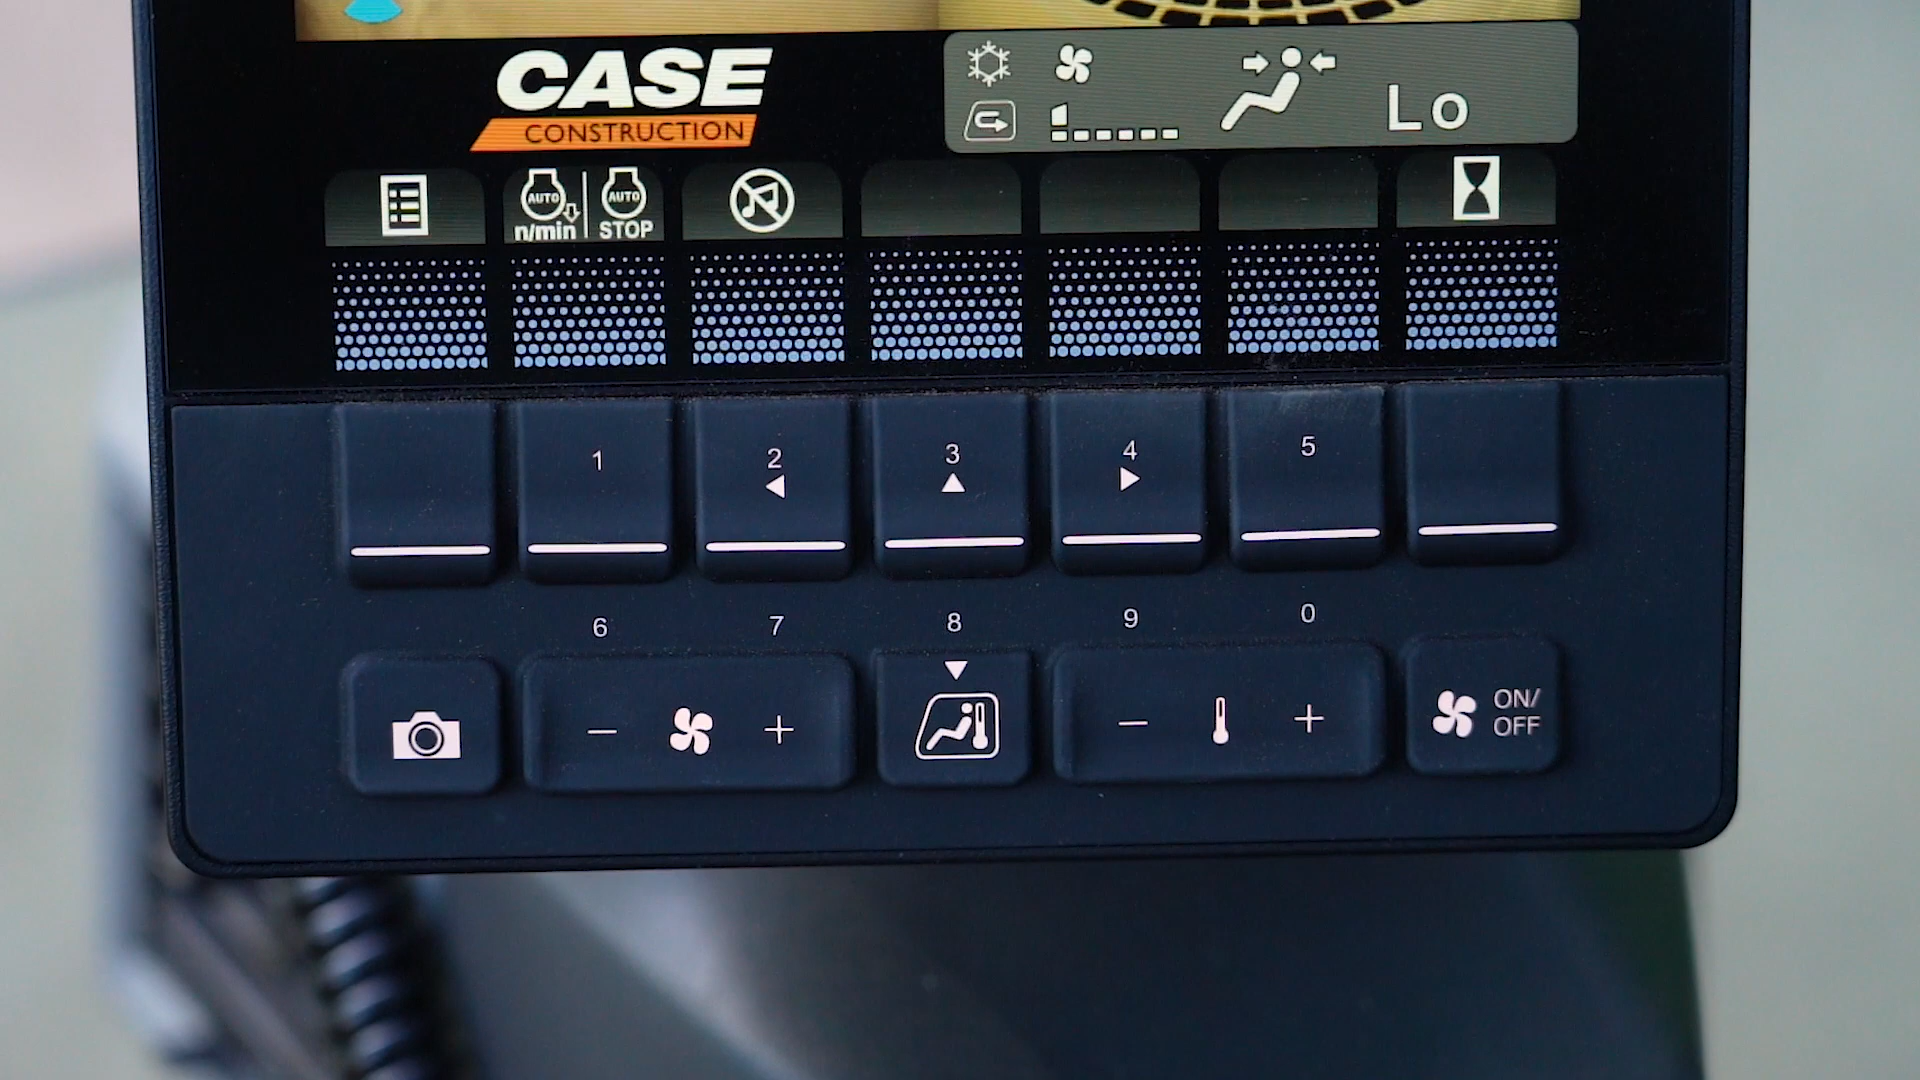 CASE
CONSTRUCTION
Lo
AUTO
n/min
AUTO
STOP
1
2
3
4
5
6
7
8
9
0
ON/
OFF